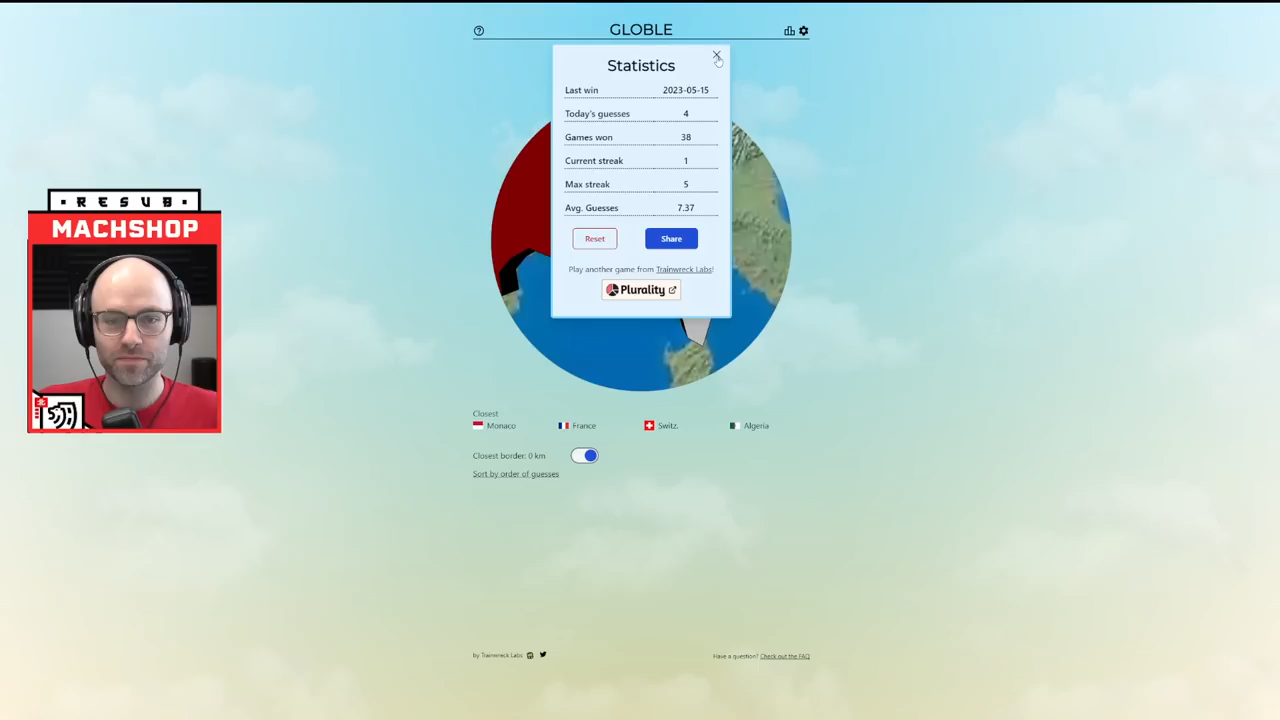 GLOBLE
Statistics
Last win 2023-05-15
Today's guesses 4
Games won 38
Current streak 1
Max streak 5
Avg. Guesses 7.37
Reset Share
Play another game from Trainwreck Labs!
Plurality
• RESUB •
MACHSHOP
Closest
Monaco France Switz. Algeria
Closest border: 0 km
Sort by order of guesses
by Trainwreck Labs
Have a question? Check out the FAQ